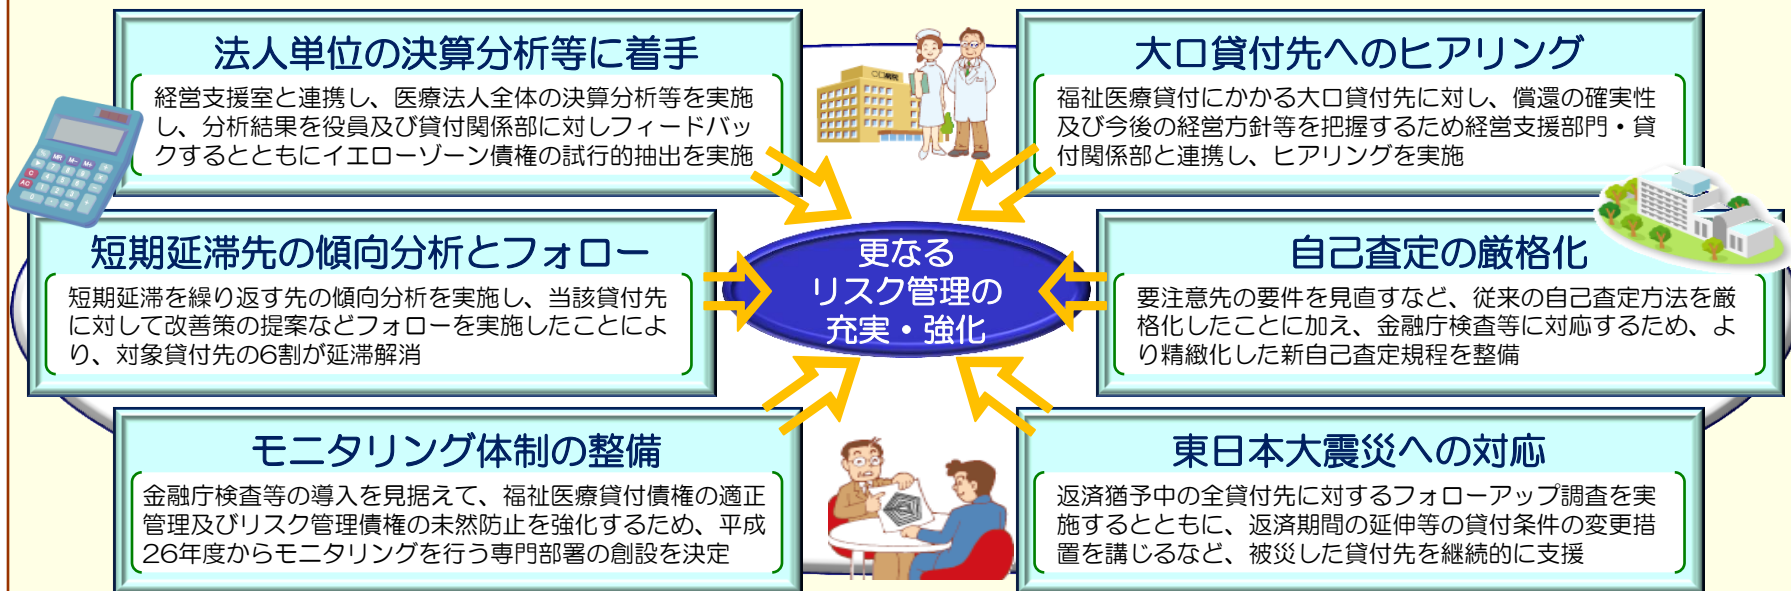 法人単位の決算分析等に着手
経営支援室と連携し、医療法人全体の決算分析等を実施
し、分析結果を役員及び貸付関係部に対しフィードバッ
クするとともにイエローゾーン債権の試行的抽出を実施
大口貸付先へのヒアリング
福祉医療貸付にかかる大口貸付先に対し、償還の確実性
及び今後の経営方針等を把握するため経営支援部門・貸
付関係部と連携し、ヒアリングを実施
短期延滞先の傾向分析とフォロー
短期延滞を繰り返す先の傾向分析を実施し、当該貸付先
に対して改善策の提案などフォローを実施したことによ
り、対象貸付先の6割が延滞解消
更なる
リスク管理の
充実・強化
自己査定の厳格化
要注意先の要件を見直すなど、従来の自己査定方法を厳
格化したことに加え、金融庁検査等に対応するため、よ
り精緻化した新自己査定規程を整備
モニタリング体制の整備
金融庁検査等の導入を見据えて、福祉医療貸付債権の適正
管理及びリスク管理債権の未然防止を強化するため、平成
26年度からモニタリングを行う専門部署の創設を決定
東日本大震災への対応
返済猶予中の全貸付先に対するフォローアップ調査を実
施するとともに、返済期間の延伸等の貸付条件の変更措
置を講じるなど、被災した貸付先を継続的に支援